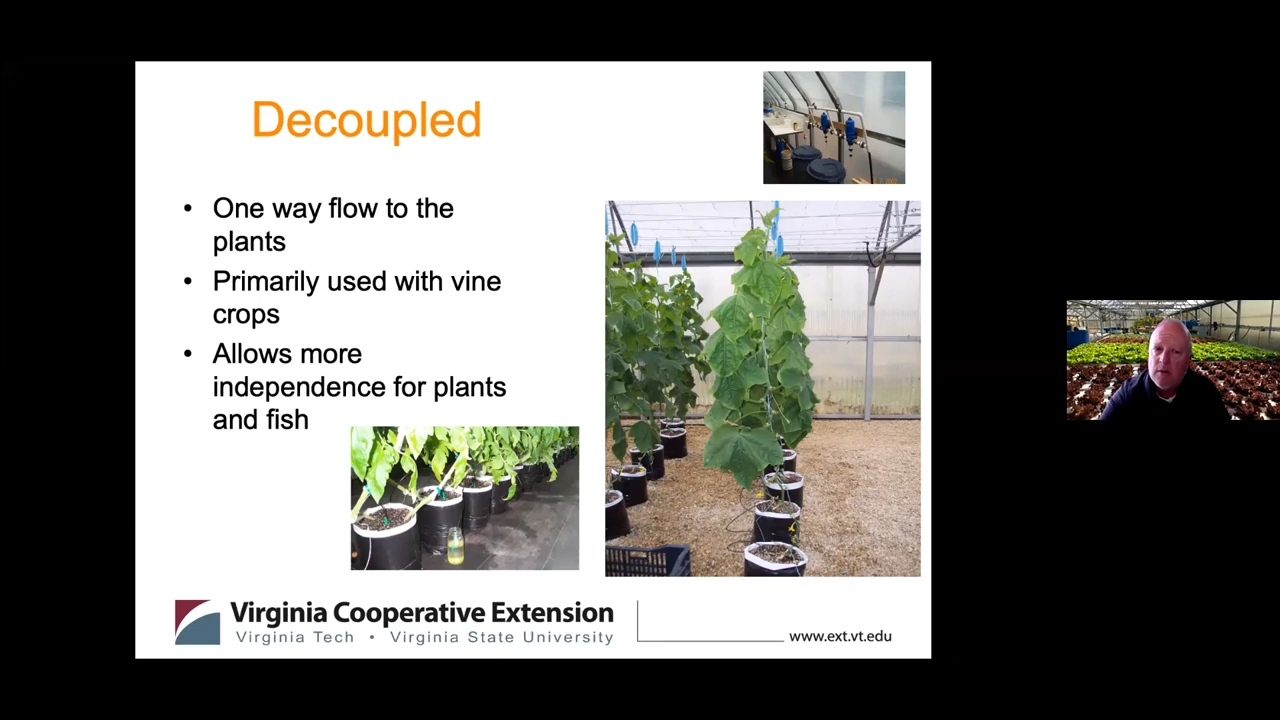 Decoupled
• One way flow to the
plants
• Primarily used with vine
crops
• Allows more
independence for plants
and fish
Virginia Cooperative Extension
Virginia Tech • Virginia State University
www.ext.vt.edu